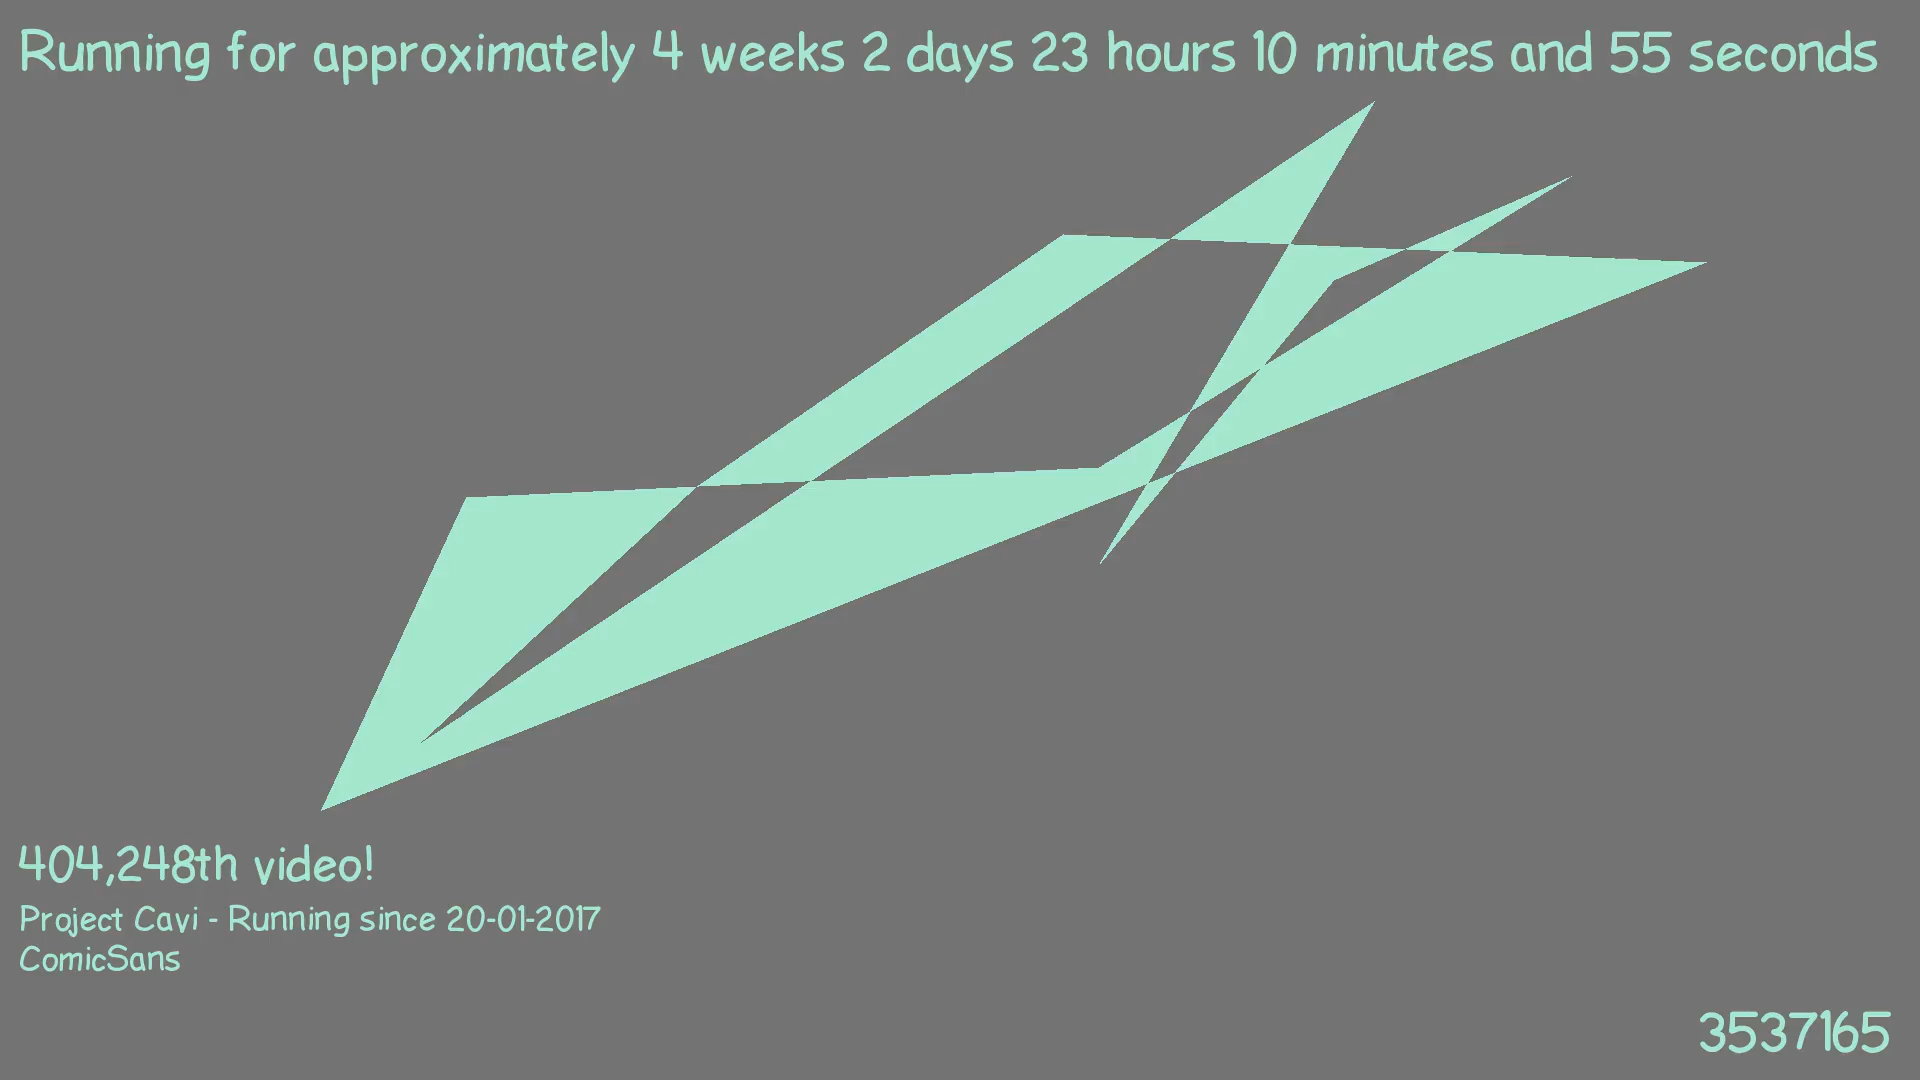 Running for approximately 4 weeks 2 days 23 hours 10 minutes and 55 seconds
404,248th video!
Project Cavi - Running since 20-01-2017
ComicSans
3537165